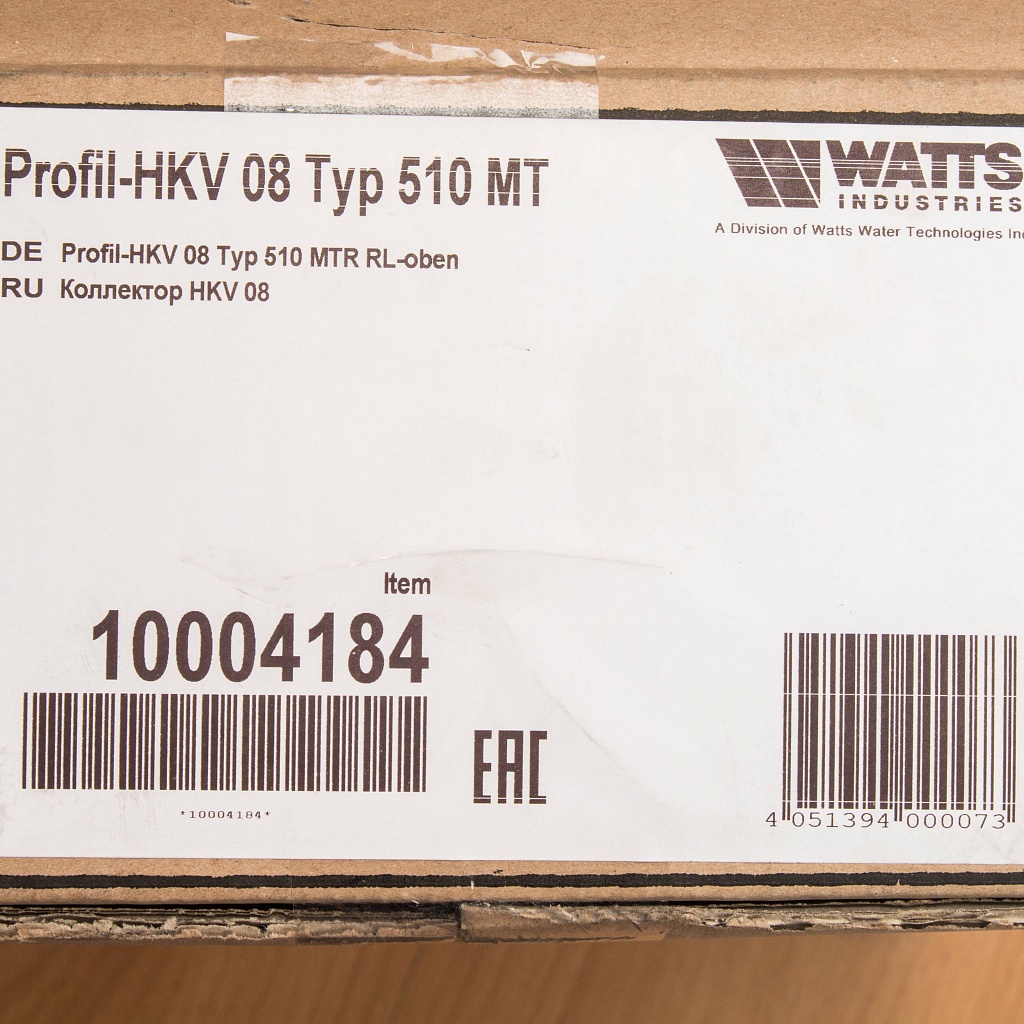 Profil-HKV 08 Typ 510 MT
WATTS
INDUSTRIES
A Division of Watts Water Technologies Inc
DE Profil-HKV 08 Typ 510 MTR RL-oben
RU Коллектор HKV 08
Item
10004184
*10004184*
EAC
4 051394 000073